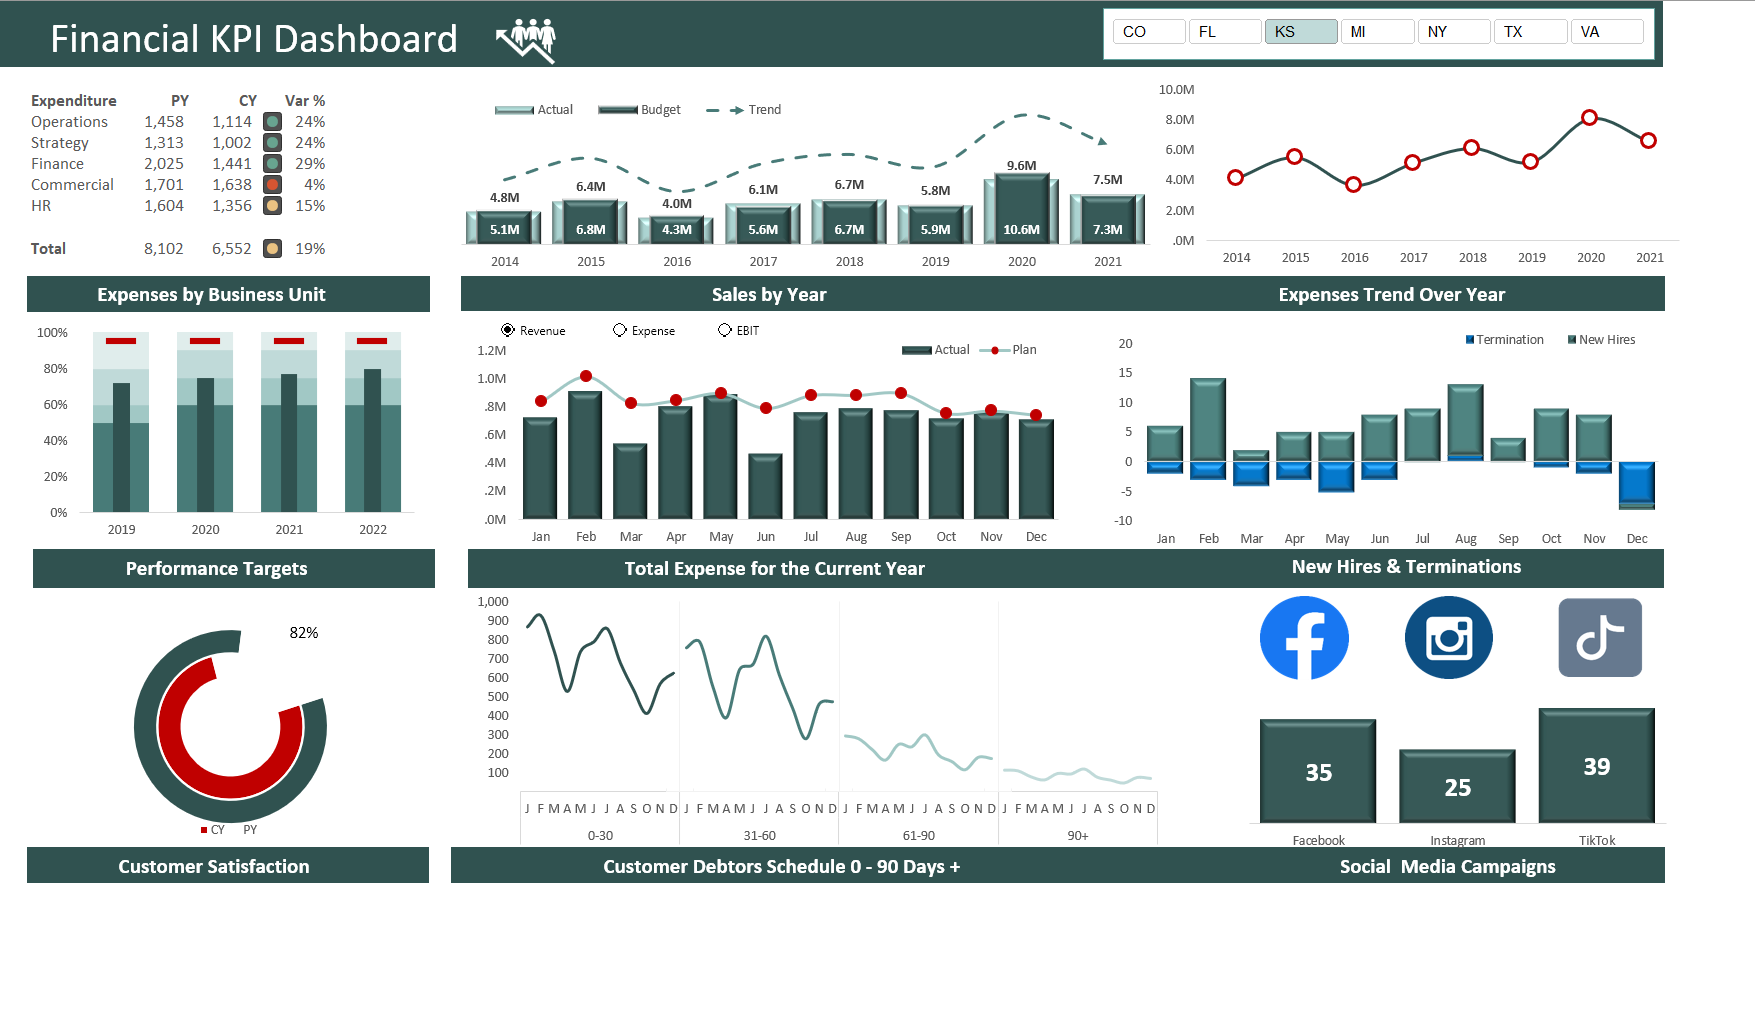 Financial KPI Dashboard
CO FL KS MI NY TX VA
Expenditure PY CY Var %
Operations 1,458 1,114 24%
Strategy 1,313 1,002 24%
Finance 2,025 1,441 29%
Commercial 1,701 1,638 4%
HR 1,604 1,356 15%
Total 8,102 6,552 19%
Expenses by Business Unit
Actual Budget Trend
4.8M 6.4M 4.0M 6.1M 6.7M 5.8M 9.6M 7.5M
5.1M 6.8M 4.3M 5.6M 6.7M 5.9M 10.6M 7.3M
2014 2015 2016 2017 2018 2019 2020 2021
Sales by Year
10.0M
8.0M
6.0M
4.0M
2.0M
.0M
2014 2015 2016 2017 2018 2019 2020 2021
Expenses Trend Over Year
100%
80%
60%
40%
20%
0%
2019 2020 2021 2022
Performance Targets
Revenue Expense EBIT
Actual Plan
1.2M
1.0M
.8M
.6M
.4M
.2M
.0M
Jan Feb Mar Apr May Jun Jul Aug Sep Oct Nov Dec
Total Expense for the Current Year
Termination New Hires
20
15
10
5
0
-5
-10
Jan Feb Mar Apr May Jun Jul Aug Sep Oct Nov Dec
New Hires & Terminations
82%
CY PY
Customer Satisfaction
1,000
900
800
700
600
500
400
300
200
100
J F M A M J J A S O N D J F M A M J J A S O N D J F M A M J J A S O N D J F M A M J J A S O N D
0-30 31-60 61-90 90+
Customer Debtors Schedule 0 - 90 Days +
35 25 39
Facebook Instagram TikTok
Social Media Campaigns